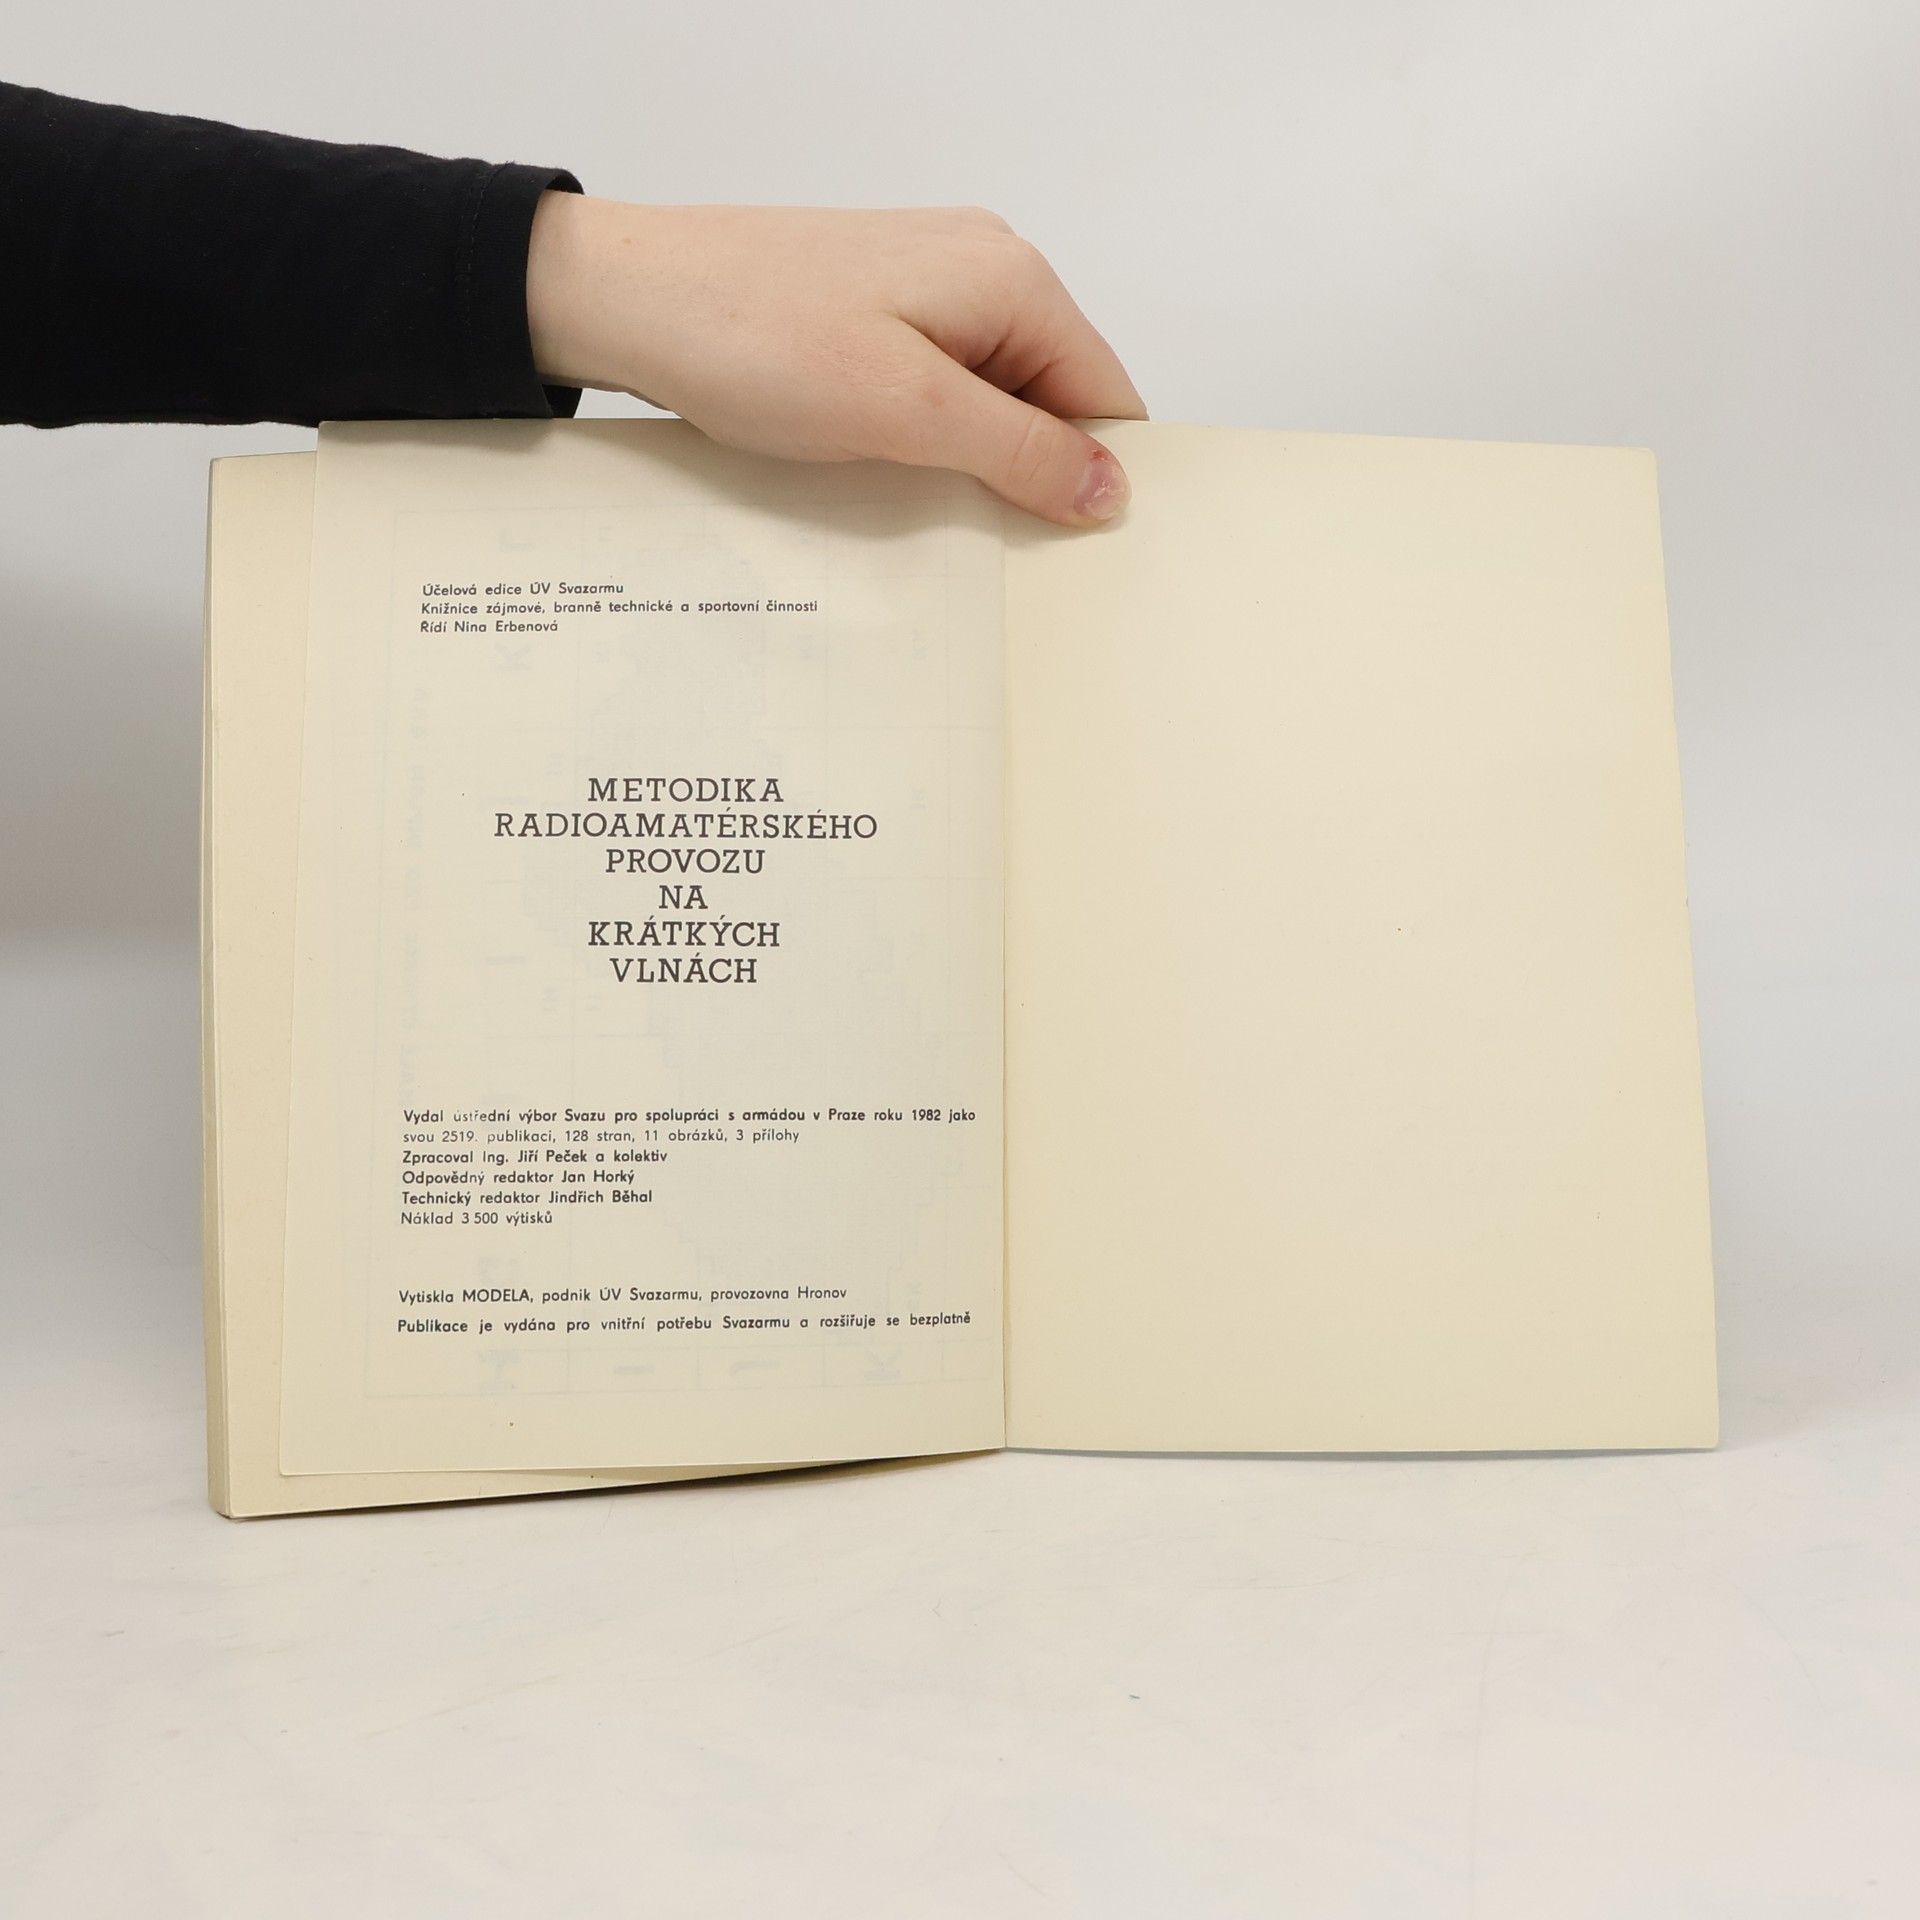 Účelová edice ÚV Svazarmu
Knižnice zájmové, branně technické a sportovní činnosti
Řídí Nina Erbenová
METODIKA
RADIOAMATÉRSKÉHO
PROVOZU
NA
KRÁTKÝCH
VLNÁCH
Vydal ústřední výbor Svazu pro spolupráci s armádou v Praze roku 1982 jako
svou 2519. publikaci, 128 stran, 11 obrázků, 3 přílohy
Zpracoval Ing. Jiří Peček a kolektiv
Odpovědný redaktor Jan Horký
Technický redaktor Jindřich Běhal
Náklad 3 500 výtisků
Vytiskla MODELA, podnik ÚV Svazarmu, provozovna Hronov
Publikace je vydána pro vnitřní potřebu Svazarmu a rozšiřuje se bezplatně